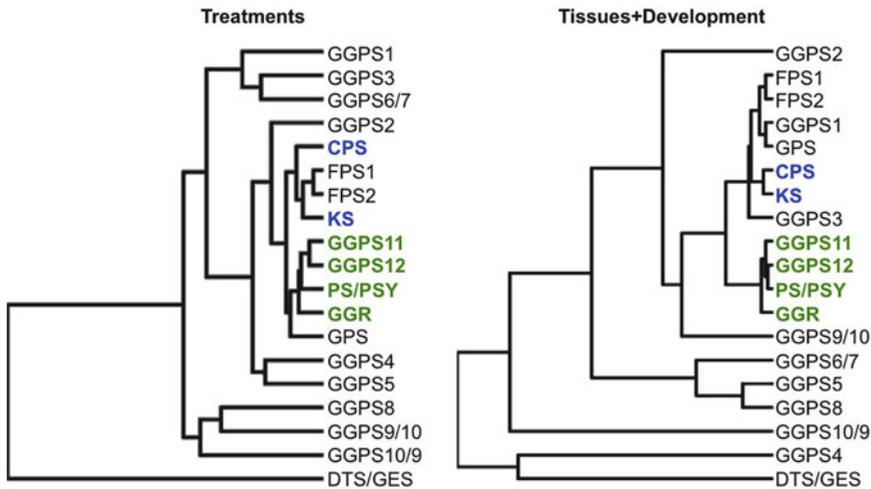 Treatments
GGPS1
GGPS3
GGPS6/7
GGPS2
CPS
FPS1
FPS2
KS
GGPS11
GGPS12
PS/PSY
GGR
GPS
GGPS4
GGPS5
GGPS8
GGPS9/10
GGPS10/9
DTS/GES
Tissues+Development
GGPS2
FPS1
FPS2
GGPS1
GPS
CPS
KS
GGPS3
GGPS11
GGPS12
PS/PSY
GGR
GGPS9/10
GGPS6/7
GGPS5
GGPS8
GGPS10/9
GGPS4
DTS/GES